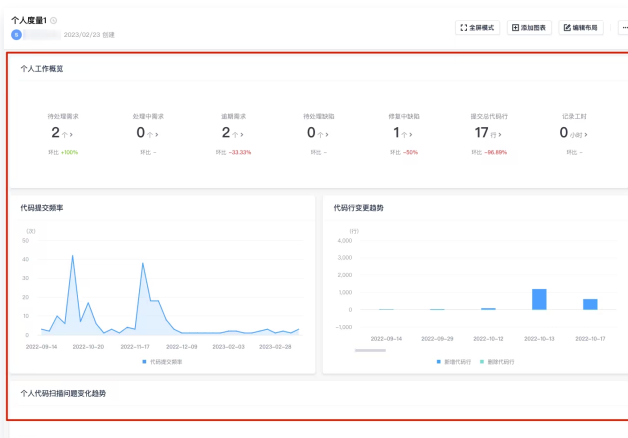 个人度量1
S 2023/02/23 创建
全屏模式 添加图表 编辑布局
个人工作概览
待处理需求 处理中需求 逾期需求 待处理缺陷 修复中缺陷 提交总代码行 记录工时
2 个 > 0 个 > 2 个 > 0 个 > 1 个 > 17 行 > 0 小时 >
环比 +100% 环比 – 环比 -33.33% 环比 – 环比 -50% 环比 -96.89% 环比 –
代码提交频率 代码行变更趋势
(次) (行)
50
40
30
20
10
0
2022-09-14 2022-10-20 2022-11-17 2022-12-09 2023-02-03 2023-02-28
代码提交频率
4,000
3,000
2,000
1,000
0
-1,000
2022-09-14 2022-09-29 2022-10-12 2022-10-13 2022-10-17
新增代码行 删除代码行
个人代码扫描问题变化趋势